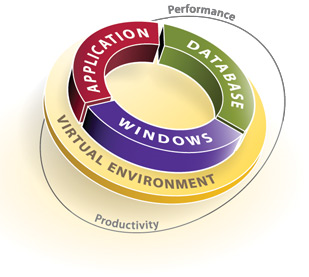 Performance
APPLICATION
DATABASE
WINDOWS
VIRTUAL ENVIRONMENT
Productivity